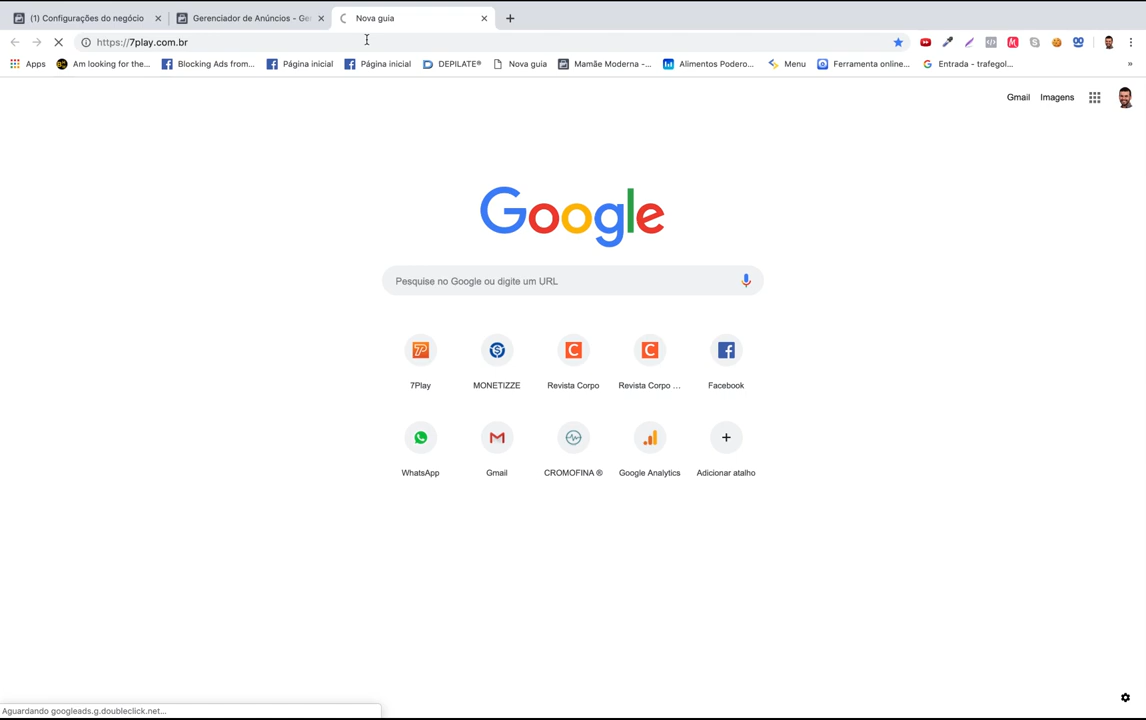 (1) Configurações do negócio
Gerenciador de Anúncios - Ge
Nova guia
https://7play.com.br
Apps
Am looking for the...
Blocking Ads from...
Página inicial
Página inicial
DEPILATE®
Nova guia
Mamãe Moderna -...
Alimentos Podero...
Menu
Ferramenta online...
Entrada - trafegol...
»
Gmail
Imagens
Google
Pesquise no Google ou digite um URL
7Play
MONETIZZE
Revista Corpo
Revista Corpo ...
Facebook
WhatsApp
Gmail
CROMOFINA ®
Google Analytics
Adicionar atalho
Aguardando googleads.g.doubleclick.net...